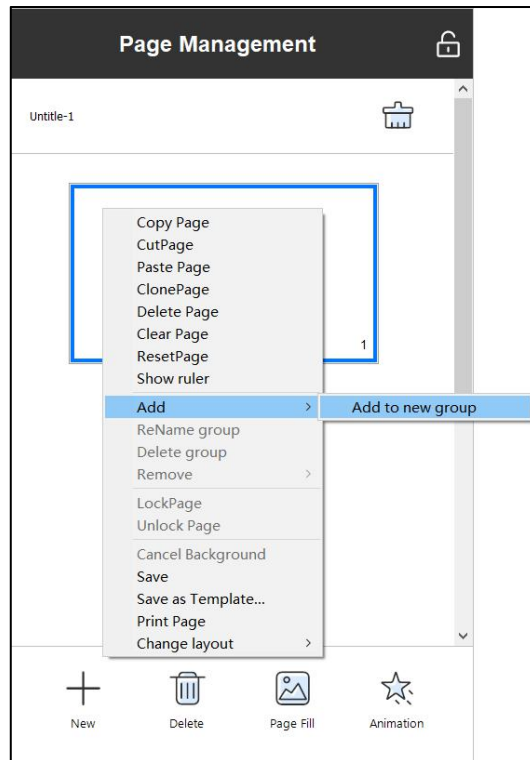 Page Management
Untitle-1
Copy Page
CutPage
Paste Page
ClonePage
Delete Page
Clear Page
1
ResetPage
Show ruler
Add
Add to new group
ReName group
Delete group
Remove
LockPage
Unlock Page
Cancel Background
Save
Save as Template...
Print Page
Change layout
New
Delete
Page Fill
Animation